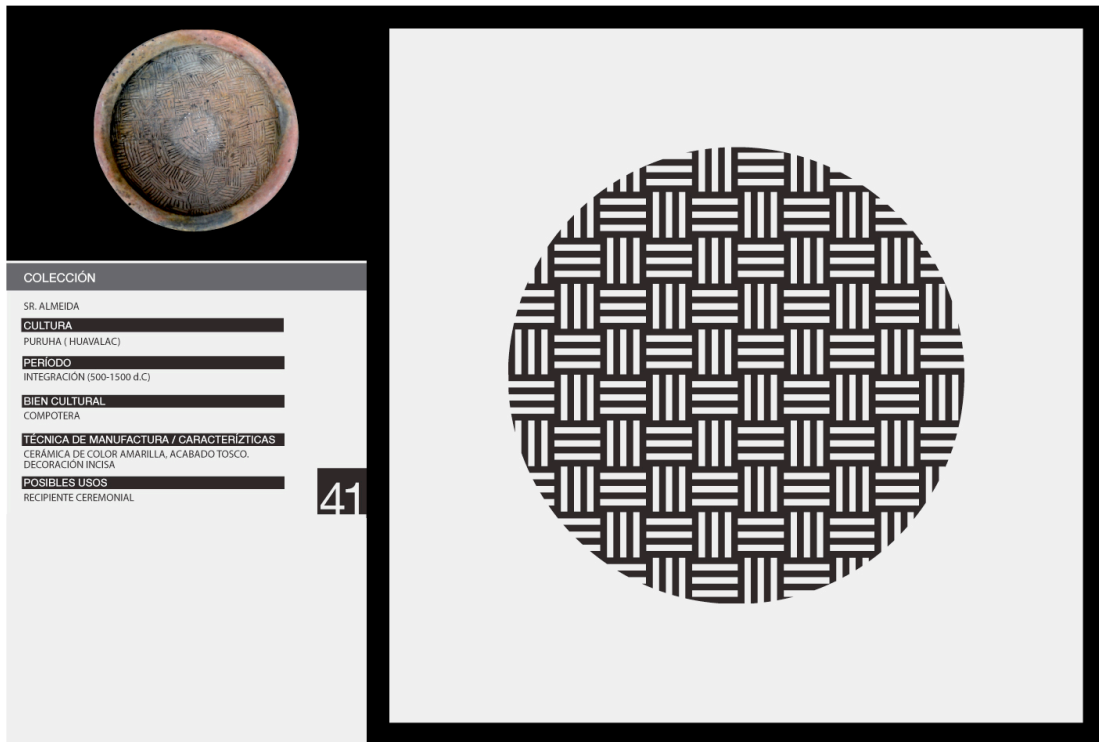 COLECCIÓN
SR. ALMEIDA
CULTURA
PURUHA ( HUAVALAC)
PERÍODO
INTEGRACIÓN (500-1500 d.C)
BIEN CULTURAL
COMPOTERA
TÉCNICA DE MANUFACTURA / CARACTERÍZTICAS
CERÁMICA DE COLOR AMARILLA, ACABADO TOSCO.
DECORACIÓN INCISA
POSIBLES USOS
RECIPIENTE CEREMONIAL
41